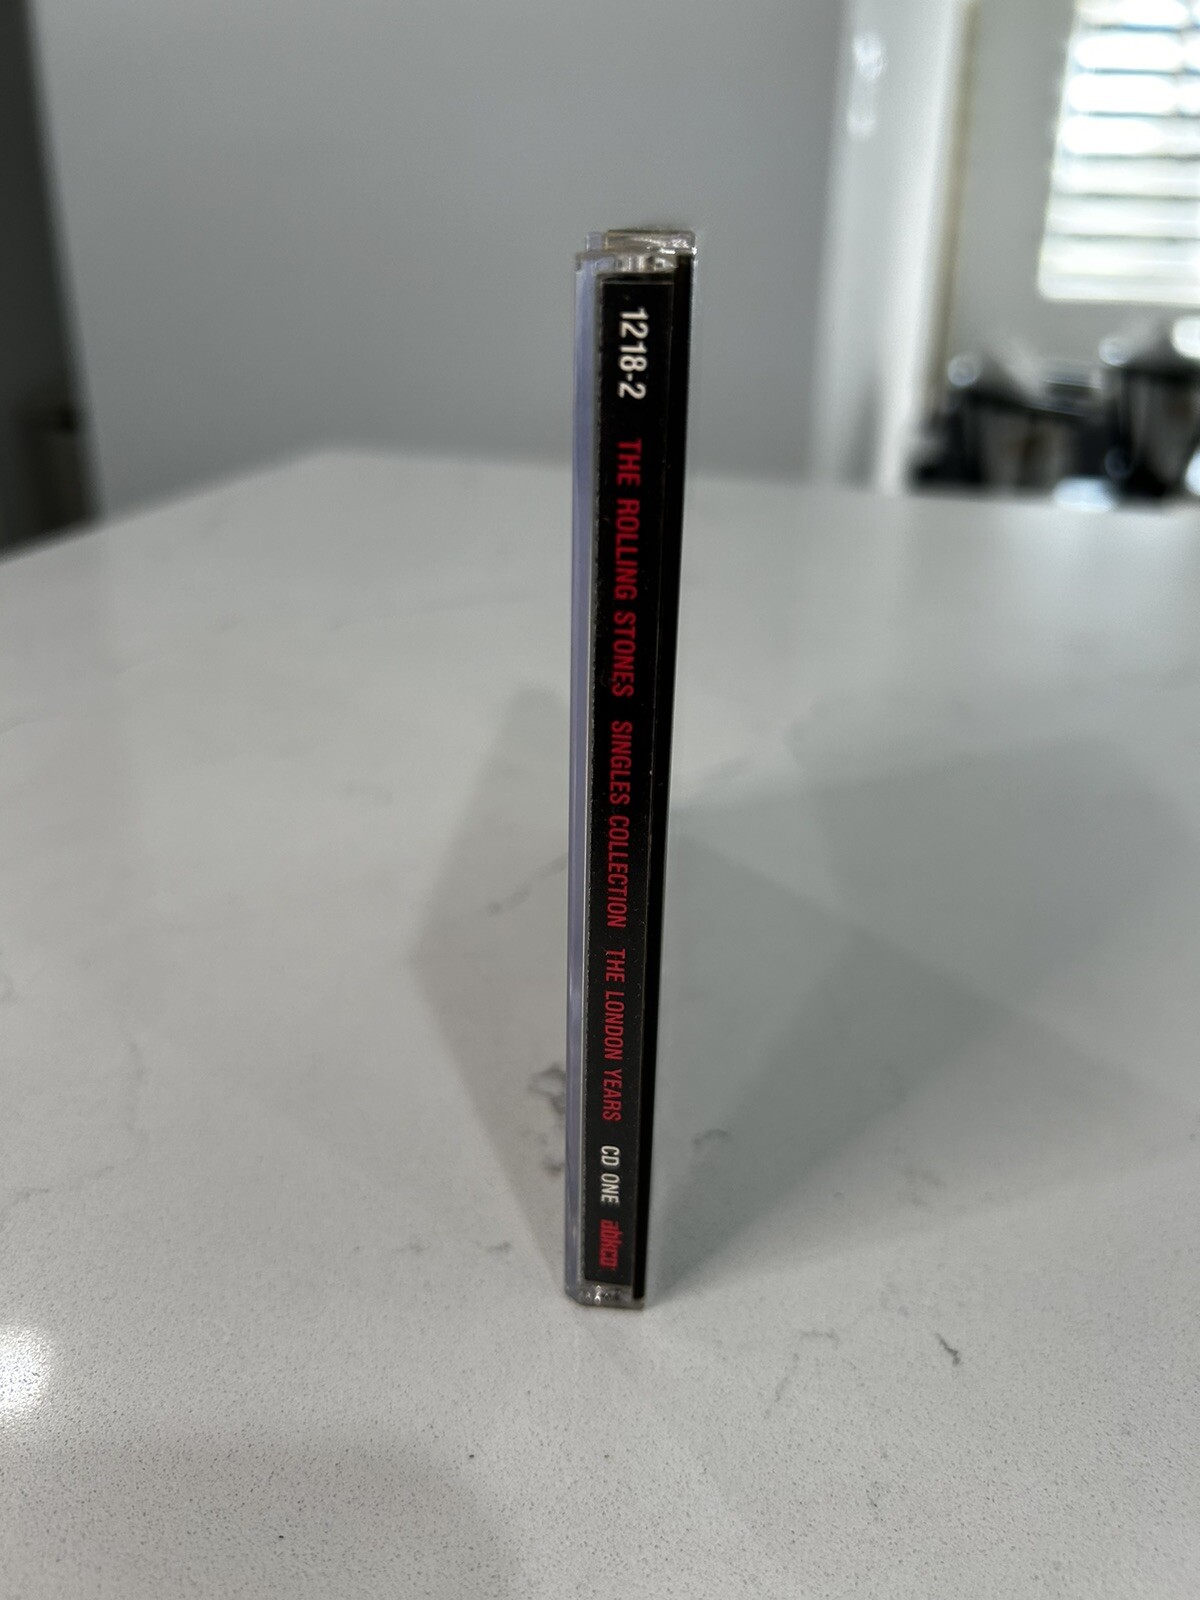 1218-2 THE ROLLING STONES SINGLES COLLECTION THE LONDON YEARS CD ONE abkco